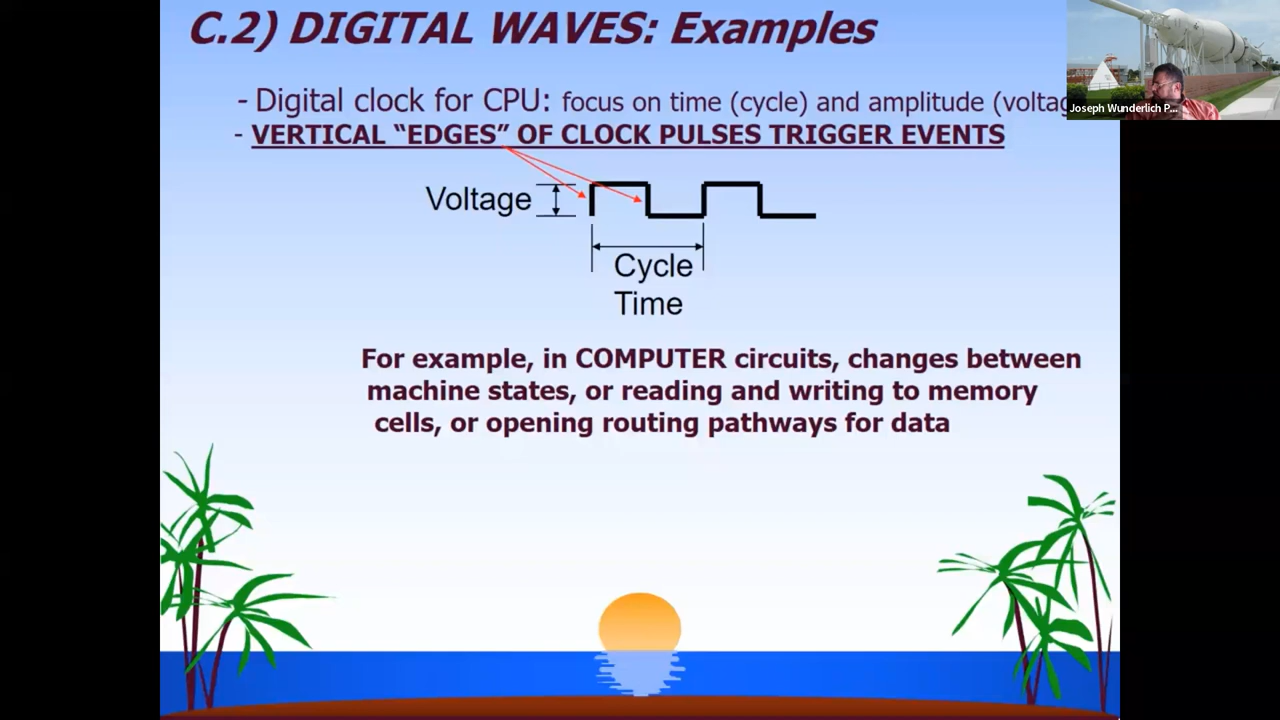 C.2) DIGITAL WAVES: Examples
- Digital clock for CPU: focus on time (cycle) and amplitude (voltag
- VERTICAL “EDGES” OF CLOCK PULSES TRIGGER EVENTS
Voltage
Cycle
Time
For example, in COMPUTER circuits, changes between
machine states, or reading and writing to memory
cells, or opening routing pathways for data
Joseph Wunderlich P...